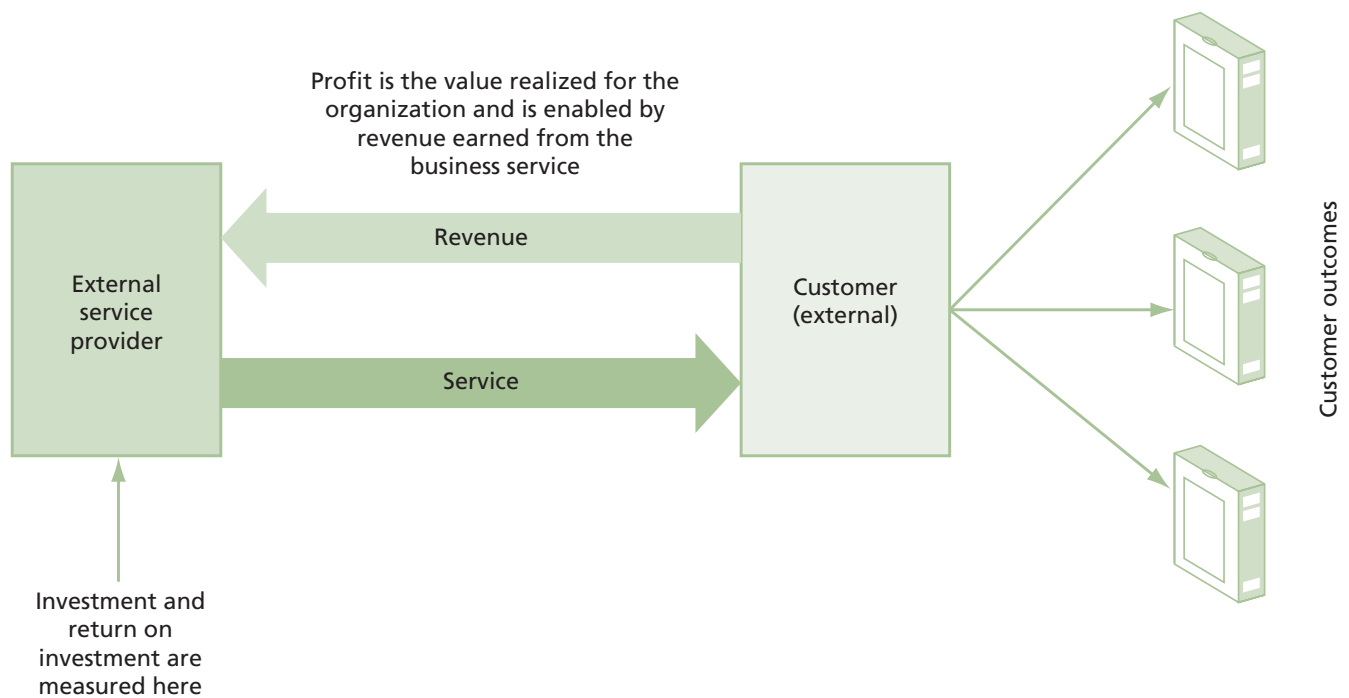 Profit is the value realized for the
organization and is enabled by
revenue earned from the
business service
Revenue
External
service
provider
Customer
(external)
Service
Customer outcomes
Investment and
return on
investment are
measured here